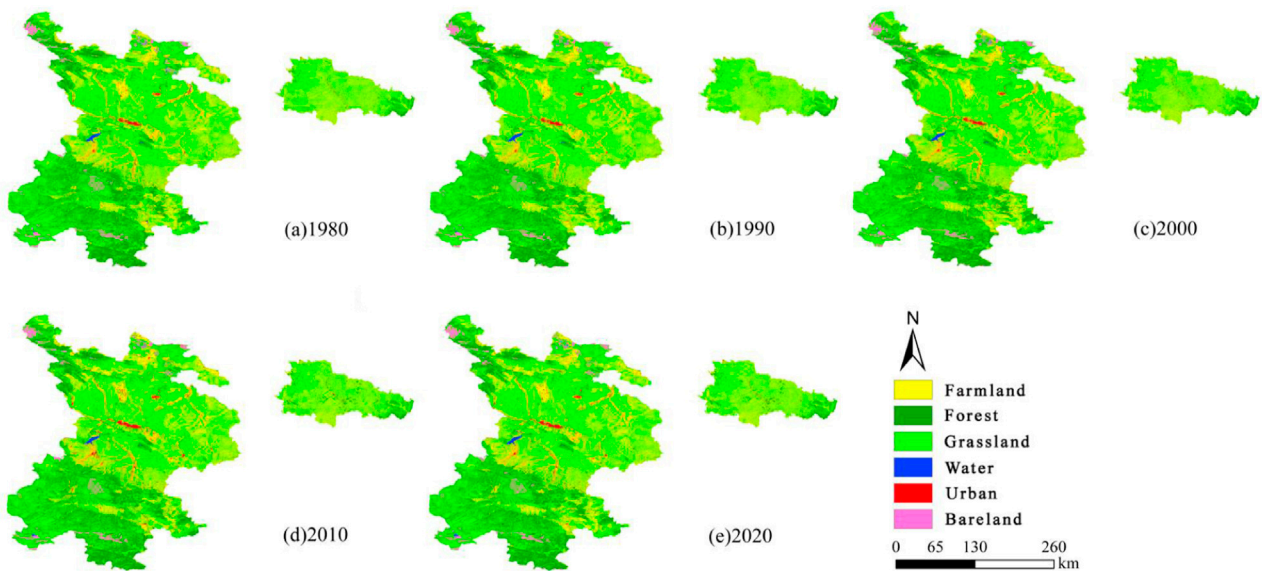 (a)1980
(b)1990
(c)2000
(d)2010
(e)2020
N
Farmland
Forest
Grassland
Water
Urban
Bareland
0 65 130 260
km